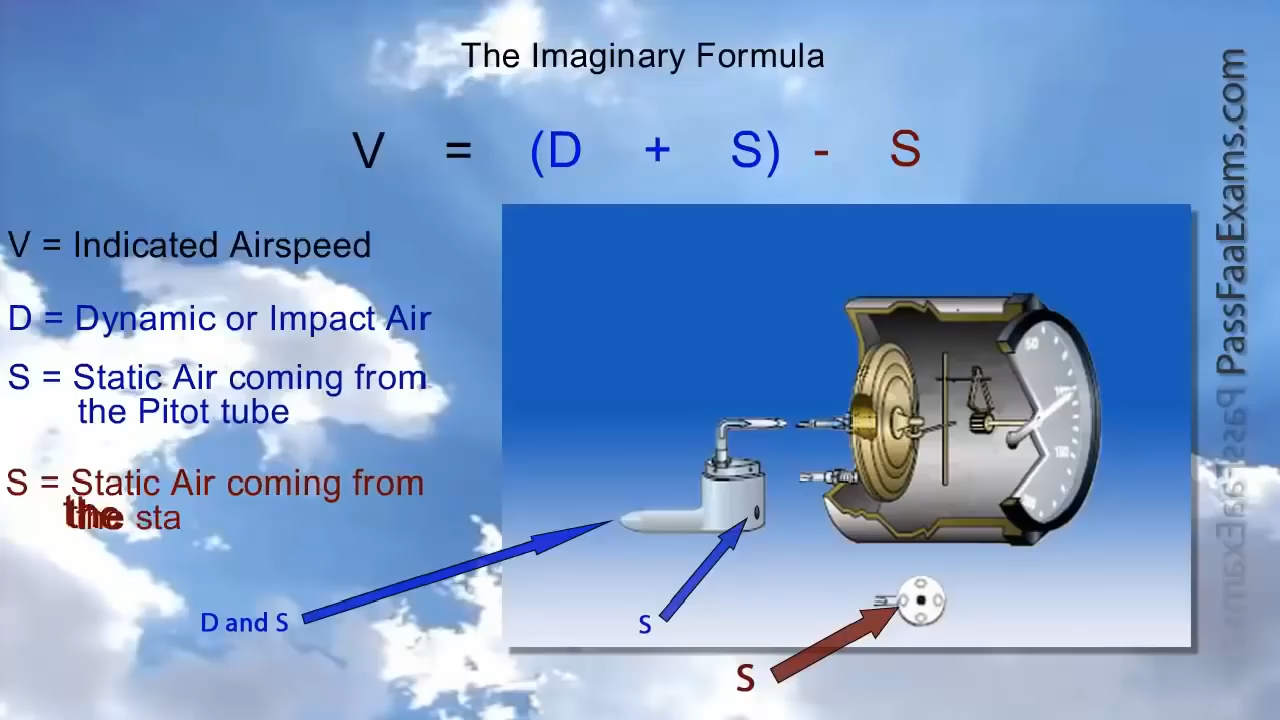 The Imaginary Formula
V = (D + S) - S
V = Indicated Airspeed
D = Dynamic or Impact Air
S = Static Air coming from
the Pitot tube
S = Static Air coming from
the sta
D and S
S
S
50
PassFaaExams.com